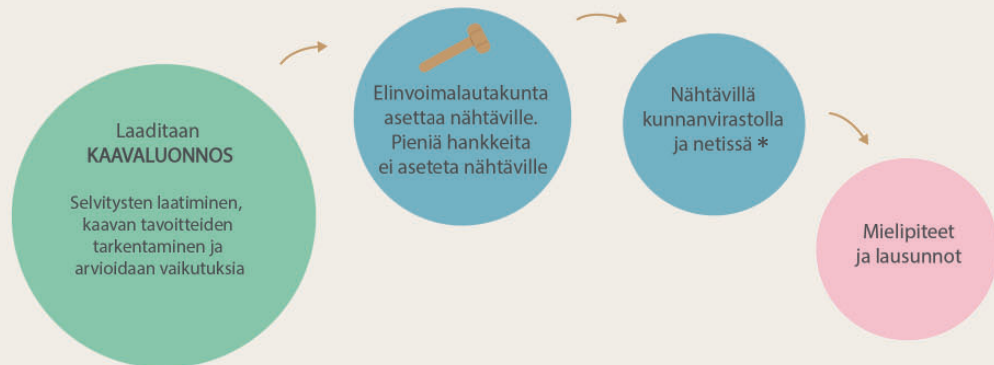 Laaditaan
KAAVALUONNOS
Selvitysten laatiminen,
kaavan tavoitteiden
tarkentaminen ja
arvioidaan vaikutuksia
Elinvoimalautakunta
asettaa nähtäville.
Pieniä hankkeita
ei aseteta nähtäville
Nähtävillä
kunnanvirastolla
ja netissä *
Mielipiteet
ja lausunnot